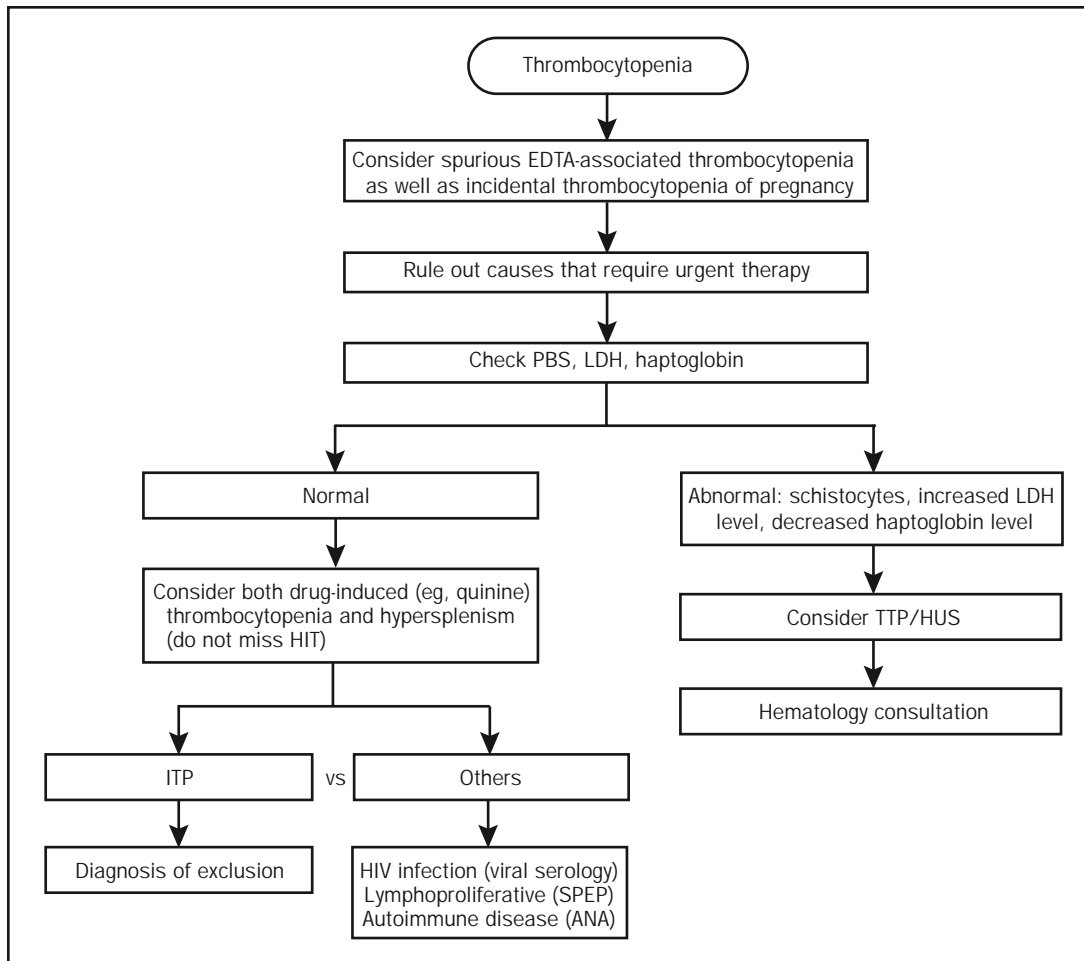 Thrombocytopenia
Consider spurious EDTA-associated thrombocytopenia
as well as incidental thrombocytopenia of pregnancy
Rule out causes that require urgent therapy
Check PBS, LDH, haptoglobin
Normal
Abnormal: schistocytes, increased LDH
level, decreased haptoglobin level
Consider both drug-induced (eg, quinine)
thrombocytopenia and hypersplenism
(do not miss HIT)
Consider TTP/HUS
Hematology consultation
ITP
vs
Others
Diagnosis of exclusion
HIV infection (viral serology)
Lymphoproliferative (SPEP)
Autoimmune disease (ANA)